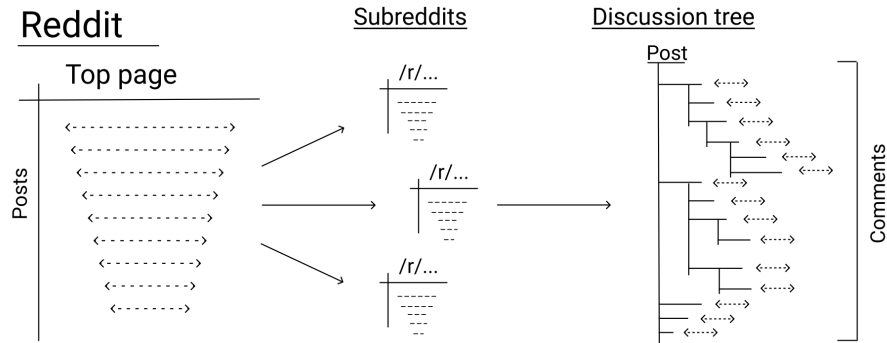 Reddit
Top page
Posts
Subreddits
/r/...
/r/...
/r/...
Discussion tree
Post
Comments